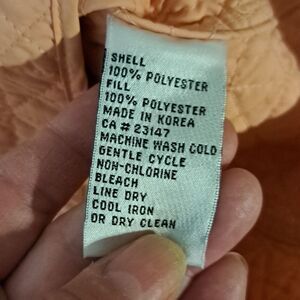 SHELL
100% POLYESTER
FILL
100% POLYESTER
MADE IN KOREA
CA # 23147
MACHINE WASH COLD
GENTLE CYCLE
NON-CHLORINE
BLEACH
LINE DRY
COOL IRON
OR DRY CLEAN